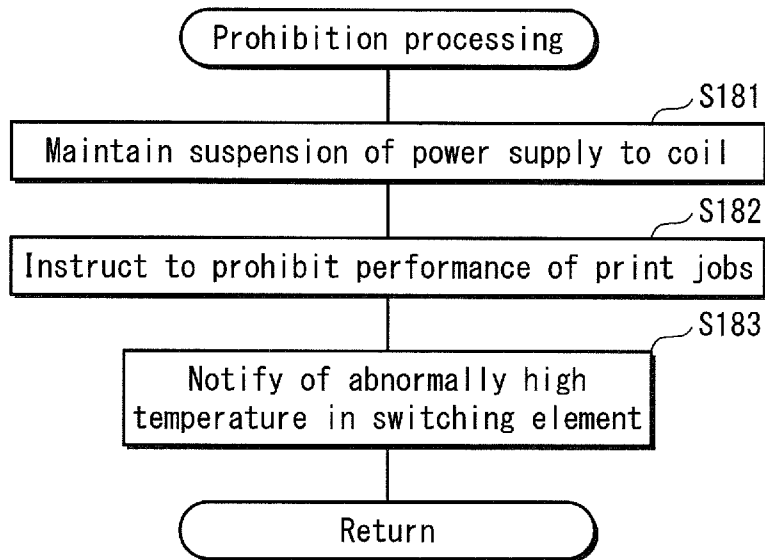 Prohibition processing
S181
Maintain suspension of power supply to coil
S182
Instruct to prohibit performance of print jobs
S183
Notify of abnormally high
temperature in switching element
Return